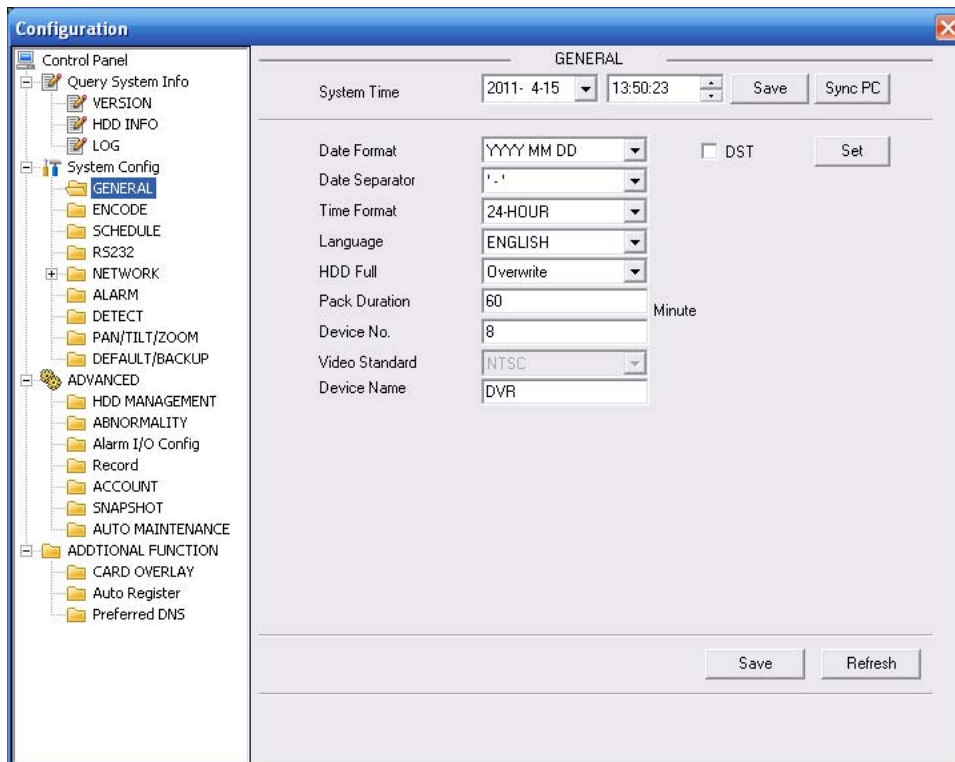 Configuration
Control Panel
Query System Info
VERSION
HDD INFO
LOG
System Config
GENERAL
ENCODE
SCHEDULE
RS232
NETWORK
ALARM
DETECT
PAN/TILT/ZOOM
DEFAULT/BACKUP
ADVANCED
HDD MANAGEMENT
ABNORMALITY
Alarm I/O Config
Record
ACCOUNT
SNAPSHOT
AUTO MAINTENANCE
ADDTIONAL FUNCTION
CARD OVERLAY
Auto Register
Preferred DNS
GENERAL
System Time 2011- 4-15 13:50:23 Save Sync PC
Date Format YYYY MM DD DST Set
Date Separator '-'
Time Format 24-HOUR
Language ENGLISH
HDD Full Overwrite
Pack Duration 60 Minute
Device No. 8
Video Standard NTSC
Device Name DVR
Save Refresh